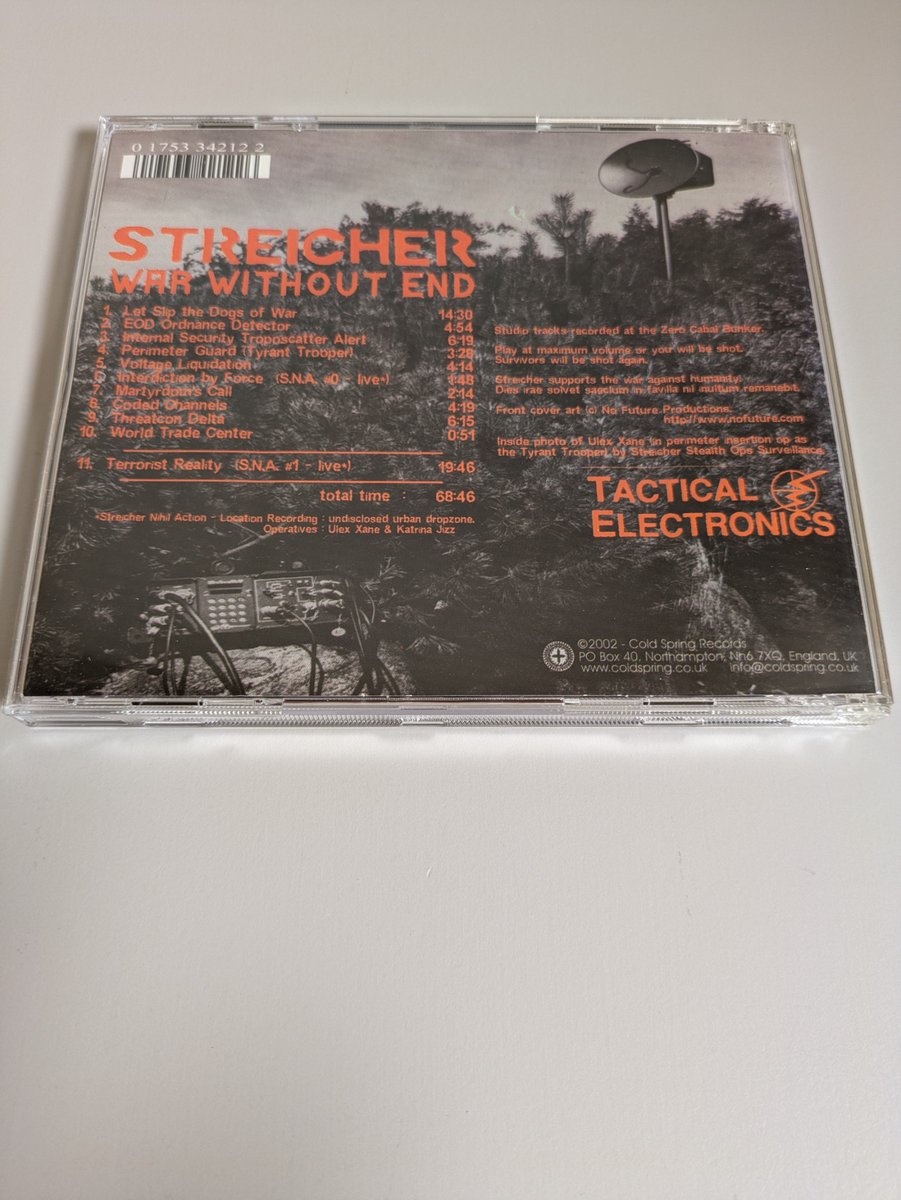 0 1753 34212 2
STREICHER
WAR WITHOUT END
1. Let Slip the Dogs of War 14:30
2. EOD Ordnance Detector 4:54
3. Internal Security Troposcatter Alert 6:19
4. Perimeter Guard (Tyrant Trooper) 3:28
5. Voltage Liquidation 4:14
6. Interdiction by Force (S.N.A. #0 - live*) 1:48
7. Martyrdom's Call 2:14
8. Coded Channels 4:19
9. Threatcon Delta 6:15
10. World Trade Center 0:51
11. Terrorist Reality (S.N.A. #1 - live*) 19:46
total time : 68:46
*Streicher Nihil Action - Location Recording : undisclosed urban dropzone.
Operatives : Ulex Xane & Katrina Jizz
Studio tracks recorded at the Zero Cabal Bunker.
Play at maximum volume or you will be shot.
Survivors will be shot again.
Streicher supports the war against humanity!
Dies irae solvet saeclum in favilla nil inultum remanebit.
Front cover art (c) No Future Productions.
http://www.nofuture.com
Inside photo of Ulex Xane (in perimeter insertion op as
the Tyrant Trooper) by Streicher Stealth Ops Surveillance.
TACTICAL
ELECTRONICS
©2002 - Cold Spring Records
PO Box 40, Northampton, Nn6 7XQ, England, UK
www.coldspring.co.uk info@coldspring.co.uk